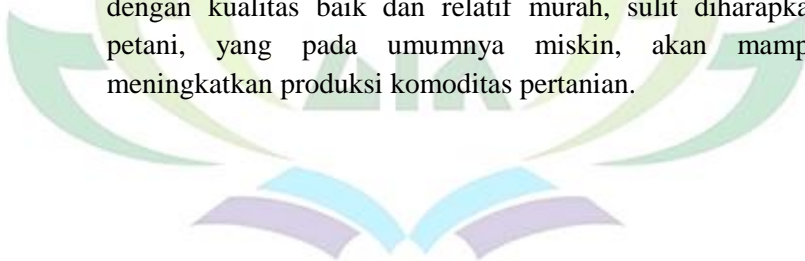 dengan kualitas baik dan relatif murah, sulit diharapka
petani, yang pada umumnya miskin, akan mamp
meningkatkan produksi komoditas pertanian.